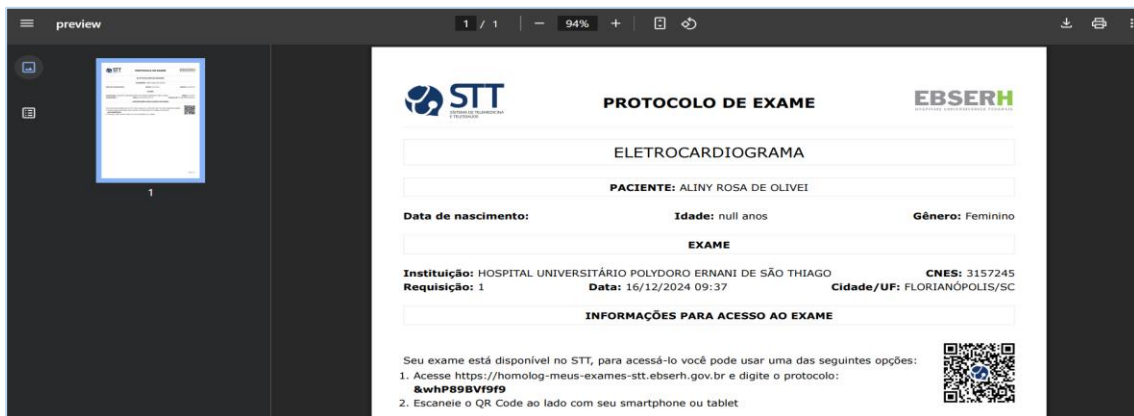 preview
1 / 1
94%
1
STT
SISTEMA DE TELEMEDICINA
E TELESSAÚDE
PROTOCOLO DE EXAME
EBSERH
HOSPITAIS UNIVERSITÁRIOS FEDERAIS
ELETROCARDIOGRAMA
PACIENTE: ALINY ROSA DE OLIVEI
Data de nascimento: Idade: null anos Gênero: Feminino
EXAME
Instituição: HOSPITAL UNIVERSITÁRIO POLYDORO ERNANI DE SÃO THIAGO CNES: 3157245
Requisição: 1 Data: 16/12/2024 09:37 Cidade/UF: FLORIANÓPOLIS/SC
INFORMAÇÕES PARA ACESSO AO EXAME
Seu exame está disponível no STT, para acessá-lo você pode usar uma das seguintes opções:
1. Acesse https://homolog-meus-exames-stt.ebserh.gov.br e digite o protocolo:
&whP89BVf9f9
2. Escaneie o QR Code ao lado com seu smartphone ou tablet